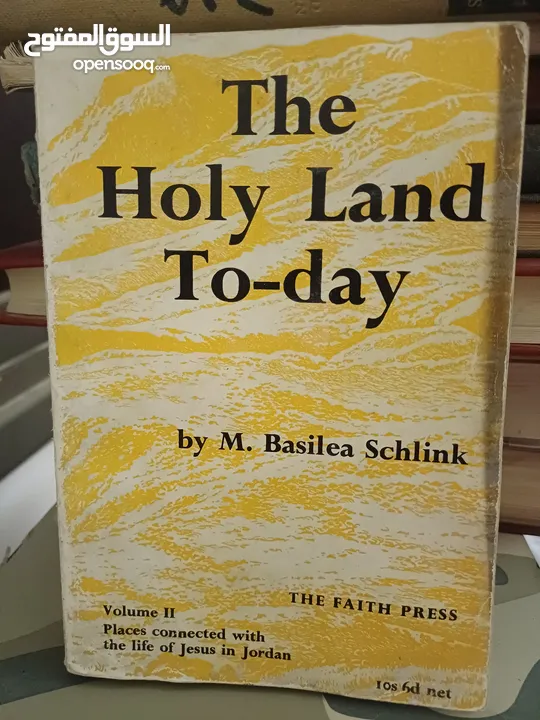 السوق المفتوح
opensooq.com
The
Holy Land
To-day
by M. Basilea Schlink
THE FAITH PRESS
Volume II
Places connected with
the life of Jesus in Jordan
10s 6d net